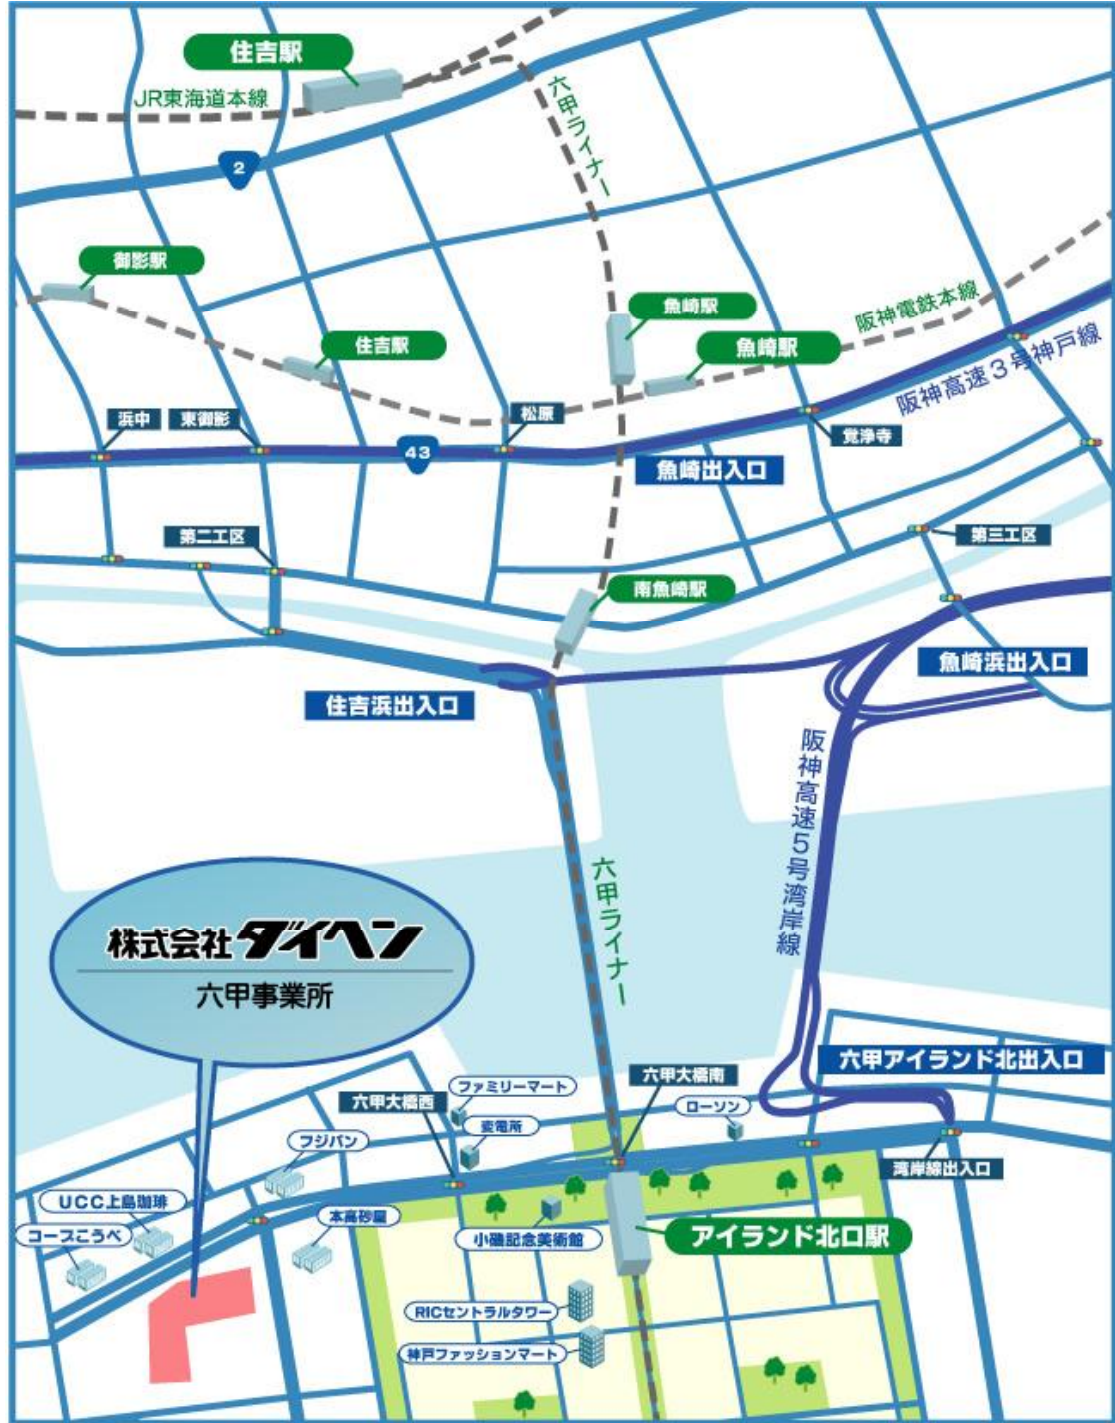 住吉駅
JR東海道本線
六甲ライナー
2
御影駅
魚崎駅
阪神電鉄本線
住吉駅
魚崎駅
阪神高速3号神戸線
浜中
東御影
松原
覚浄寺
43
魚崎出入口
第二工区
第三工区
南魚崎駅
魚崎浜出入口
住吉浜出入口
阪神高速5号湾岸線
六甲ライナー
株式会社ダイヘン
六甲事業所
六甲アイランド北出入口
六甲大橋南
ファミリーマート
六甲大橋西
ローソン
変電所
フジパン
湾岸線出入口
UCC上島珈琲
本高砂屋
コープこうべ
小磯記念美術館
アイランド北口駅
RICセントラルタワー
神戸ファッションマート